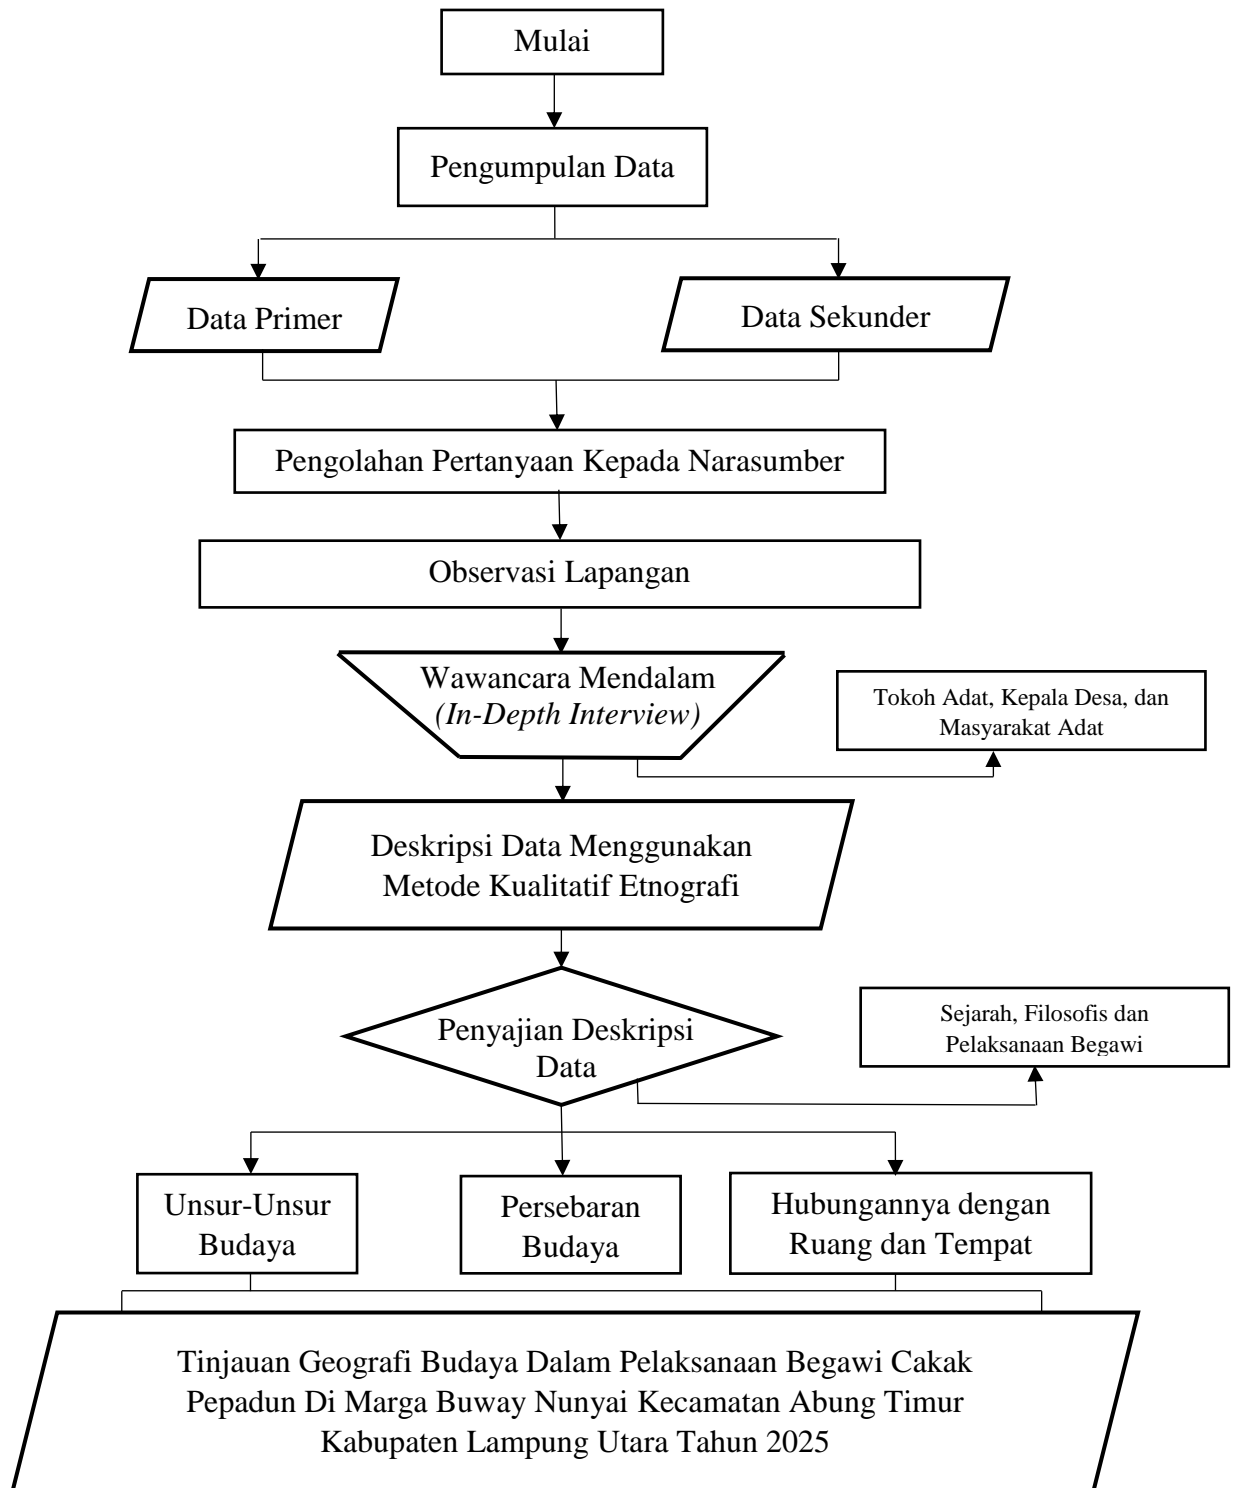 Mulai
Pengumpulan Data
Data Primer
Data Sekunder
Pengolahan Pertanyaan Kepada Narasumber
Observasi Lapangan
Wawancara Mendalam
(In-Depth Interview)
Tokoh Adat, Kepala Desa, dan
Masyarakat Adat
Deskripsi Data Menggunakan
Metode Kualitatif Etnografi
Penyajian Deskripsi
Data
Sejarah, Filosofis dan
Pelaksanaan Begawi
Unsur-Unsur
Budaya
Persebaran
Budaya
Hubungannya dengan
Ruang dan Tempat
Tinjauan Geografi Budaya Dalam Pelaksanaan Begawi Cakak
Pepadun Di Marga Buway Nunyai Kecamatan Abung Timur
Kabupaten Lampung Utara Tahun 2025